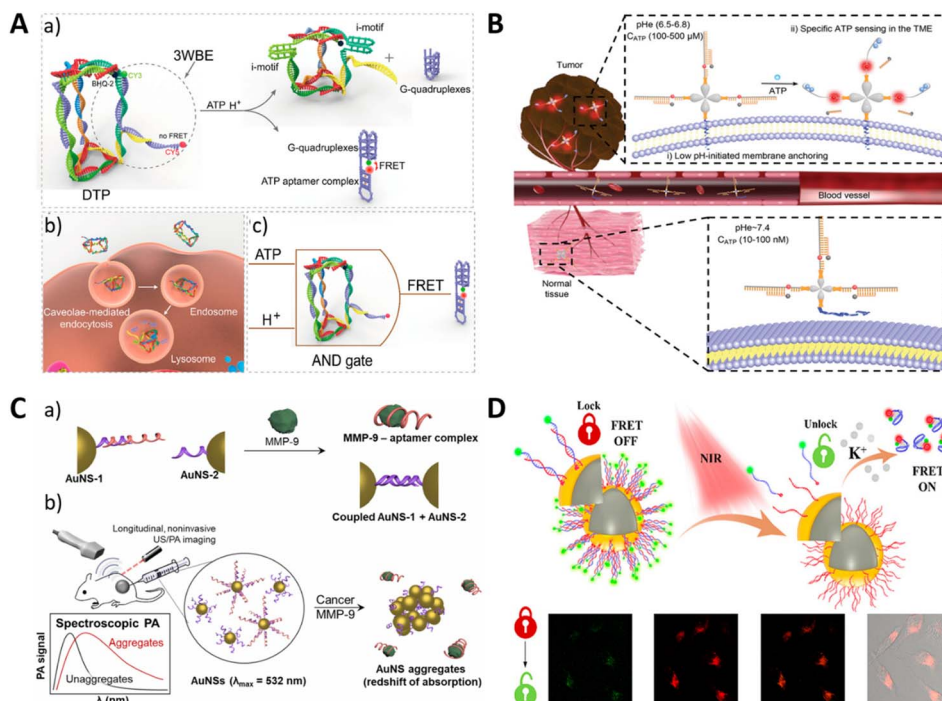 A
a)
3WBE
BHQ-2
CY3
no FRET
CY5
DTP
ATP H⁺
i-motif
i-motif
+
G-quadruplexes
G-quadruplexes
FRET
ATP aptamer complex
b)
Caveolae-mediated
endocytosis
Endosome
Lysosome
c)
ATP
H⁺
FRET
AND gate
B
Tumor
pHe (6.5-6.8)
C_ATP (100-500 μM)
ATP
ii) Specific ATP sensing in the TME
i) Low pH-initiated membrane anchoring
Blood vessel
Normal
tissue
pHe~7.4
C_ATP (10-100 nM)
C
a)
AuNS-1
AuNS-2
MMP-9
MMP-9 – aptamer complex
Coupled AuNS-1 + AuNS-2
b)
Longitudinal, noninvasive
US/PA imaging
Spectroscopic PA
Aggregates
Unaggregates
PA signal
λ (nm)
AuNSs (λmax = 532 nm)
Cancer
MMP-9
AuNS aggregates
(redshift of absorption)
D
Lock
FRET
OFF
NIR
Unlock
K⁺
FRET
ON